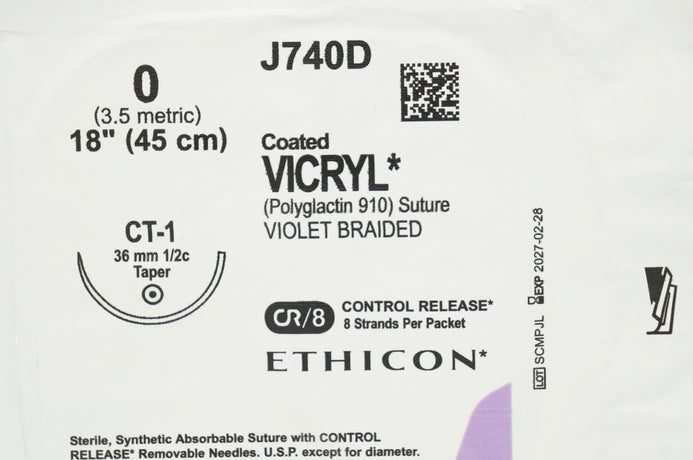 J740D
0
(3.5 metric)
18" (45 cm)
Coated
VICRYL*
(Polyglactin 910) Suture
VIOLET BRAIDED
CT-1
36 mm 1/2c
Taper
CR/8 CONTROL RELEASE*
8 Strands Per Packet
ETHICON*
LOT SCMPJL EXP 2027-02-28
Sterile, Synthetic Absorbable Suture with CONTROL
RELEASE* Removable Needles. U.S.P. except for diameter.